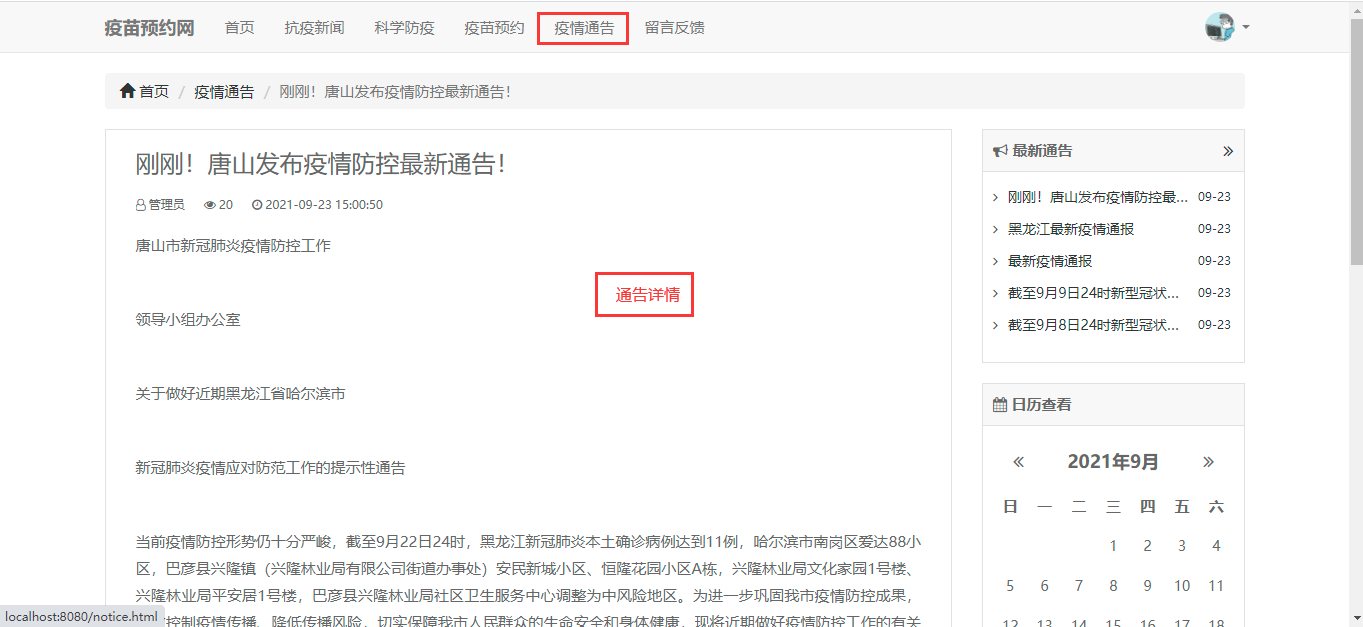 疫苗预约网 首页 抗疫新闻 科学防疫 疫苗预约 疫情通告 留言反馈
首页 / 疫情通告 / 刚刚！唐山发布疫情防控最新通告！
刚刚！唐山发布疫情防控最新通告！
管理员 20 2021-09-23 15:00:50
唐山市新冠肺炎疫情防控工作
通告详情
领导小组办公室
关于做好近期黑龙江省哈尔滨市
新冠肺炎疫情应对防范工作的提示性通告
当前疫情防控形势仍十分严峻，截至9月22日24时，黑龙江新冠肺炎本土确诊病例达到11例，哈尔滨市南岗区爱达88小
区，巴彦县兴隆镇（兴隆林业局有限公司街道办事处）安民新城小区、恒隆花园小区A栋，兴隆林业局文化家园1号楼、
兴隆林业局平安居1号楼，巴彦县兴隆林业局社区卫生服务中心调整为中风险地区。为进一步巩固我市疫情防控成果，
控制疫情传播、降低传播风险，切实保障我市人民群众的生命安全和身体健康，现将近期做好疫情防控工作的有关
localhost:8080/notice.html
最新通告 »
刚刚！唐山发布疫情防控最... 09-23
黑龙江最新疫情通报 09-23
最新疫情通报 09-23
截至9月9日24时新型冠状... 09-23
截至9月8日24时新型冠状... 09-23
日历查看
« 2021年9月 »
日 一 二 三 四 五 六
1 2 3 4
5 6 7 8 9 10 11
12 13 14 15 16 17 18